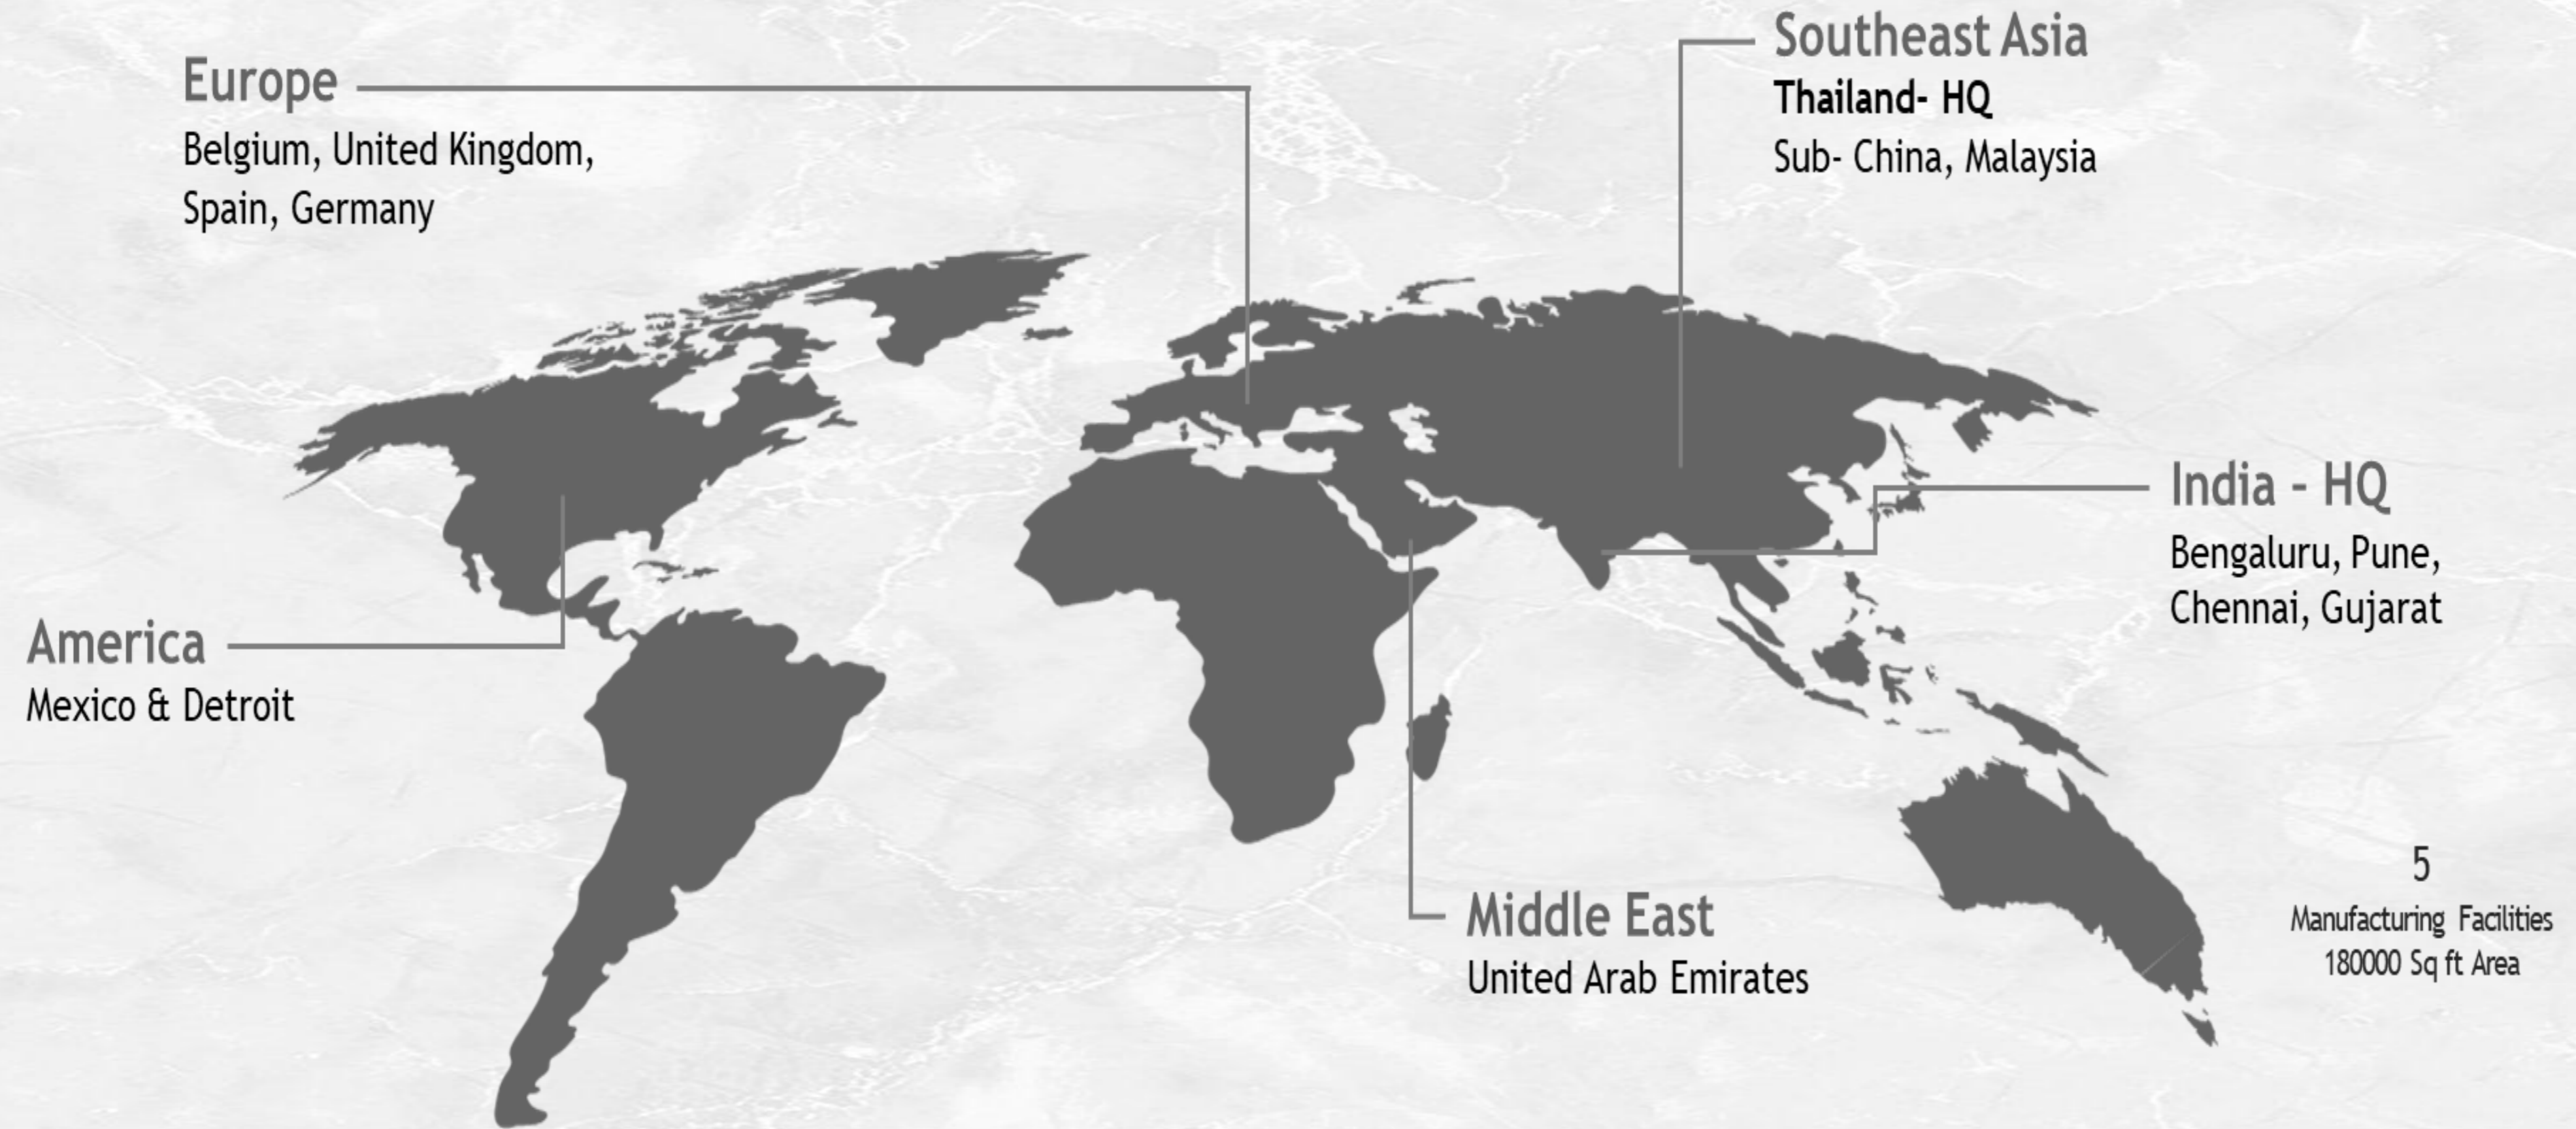 Europe
Belgium, United Kingdom,
Spain, Germany
Southeast Asia
Thailand- HQ
Sub- China, Malaysia
India - HQ
Bengaluru, Pune,
Chennai, Gujarat
America
Mexico & Detroit
Middle East
United Arab Emirates
5
Manufacturing Facilities
180000 Sq ft Area